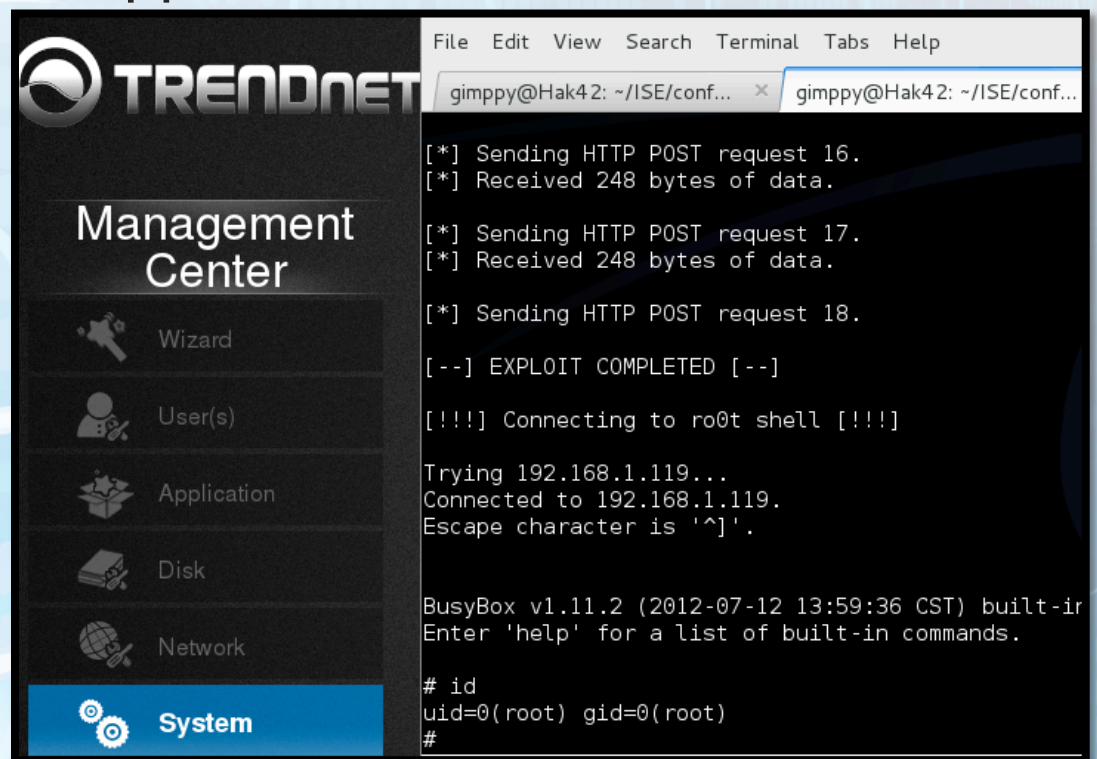 TRENDNET
Management
Center
Wizard
User(s)
Application
Disk
Network
System
File Edit View Search Terminal Tabs Help
gimppy@Hak42: ~/ISE/conf... × gimppy@Hak42: ~/ISE/conf...
[*] Sending HTTP POST request 16.
[*] Received 248 bytes of data.
[*] Sending HTTP POST request 17.
[*] Received 248 bytes of data.
[*] Sending HTTP POST request 18.
[--] EXPLOIT COMPLETED [--]
[!!!] Connecting to ro0t shell [!!!]
Trying 192.168.1.119...
Connected to 192.168.1.119.
Escape character is '^]'.
BusyBox v1.11.2 (2012-07-12 13:59:36 CST) built-in
Enter 'help' for a list of built-in commands.
# id
uid=0(root) gid=0(root)
#